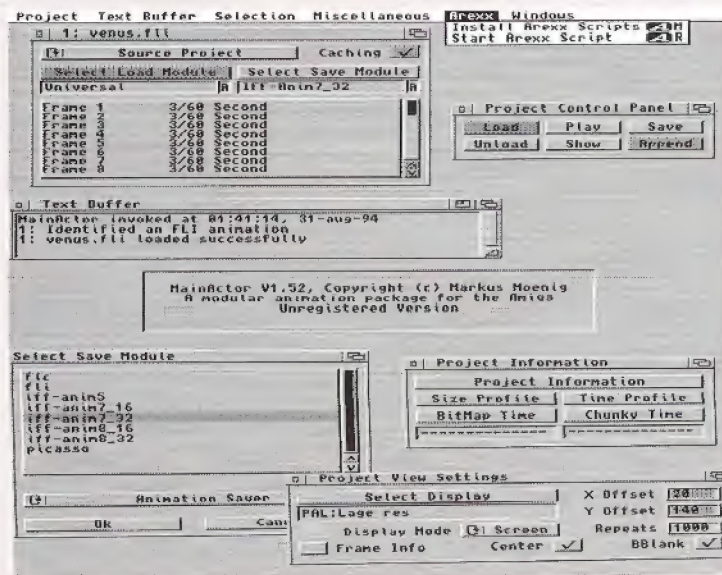 Project Text Buffer Selection Miscellaneous Arexx Windows
Install Arexx Scripts M
Start Arexx Script R
1: venus.fli
Source Project Caching
Select Load Module Select Save Module
Universal Iff-Anim7_32
Frame 1 3/60 Second
Frame 2 3/60 Second
Frame 3 3/60 Second
Frame 4 3/60 Second
Frame 5 3/60 Second
Frame 6 3/60 Second
Frame 7 3/60 Second
Frame 8 3/60 Second
Project Control Panel
Load Play Save
Unload Show Append
Text Buffer
MainActor invoked at 01:41:14, 31-aug-94
1: Identified an FLI animation
1: venus.fli loaded successfully
MainActor V1.52, Copyright (c) Markus Moenig
A modular animation package for the Amiga
Unregistered Version
Select Save Module
flc
fli
iff-anim5
iff-anim7_16
iff-anim7_32
iff-anim8_16
iff-anim8_32
picasso
Animation Saver
Ok Can
Project Information
Project Information
Size Profile Time Profile
BitMap Time Chunky Time
-------------- --------------
Project View Settings
Select Display X Offset 20
PAL:Lage res Y Offset 140
Display Mode Screen Repeats 1000
Frame Info Center BBlank